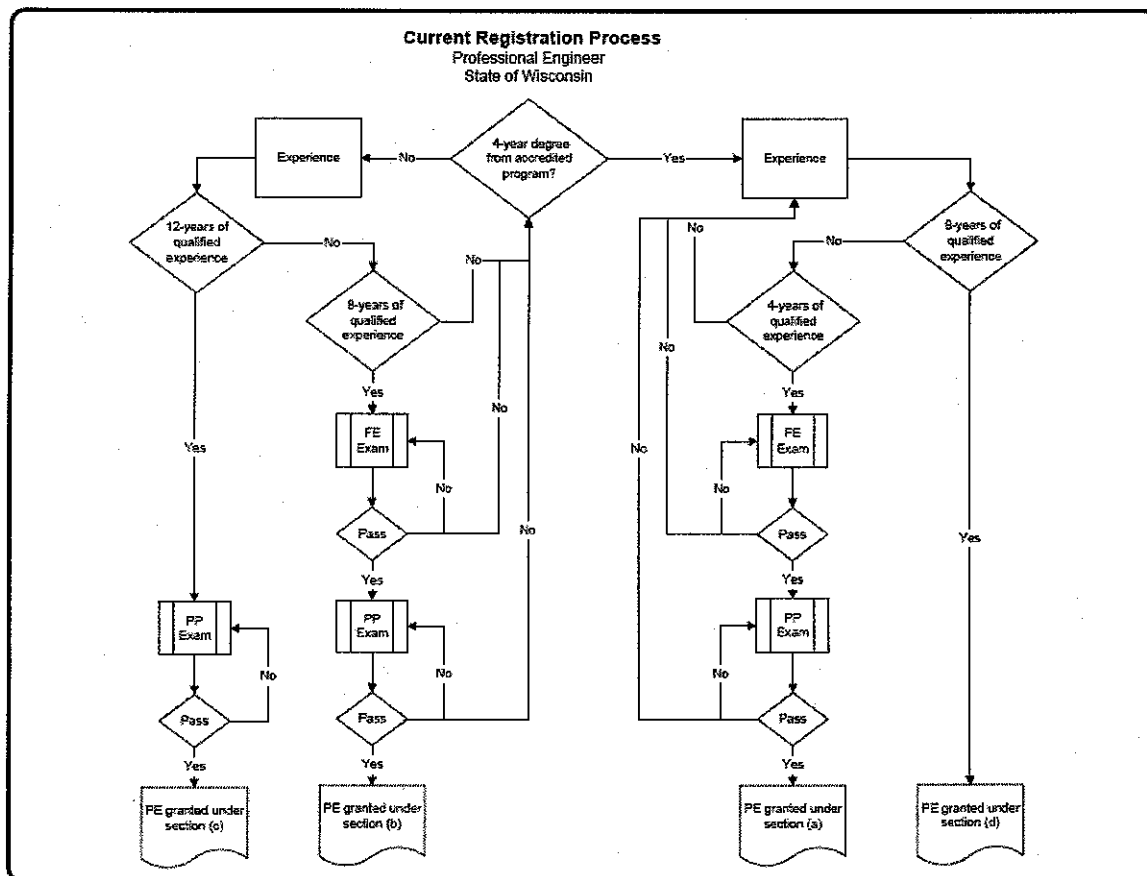 Current Registration Process
Professional Engineer
State of Wisconsin
4-year degree
from accredited
program?
No
Yes
Experience
Experience
12-years of
qualified
experience
No
8-years of
qualified
experience
No
Yes
FE
Exam
No
No
Pass
No
Yes
Yes
PP
Exam
No
Pass
Yes
PE granted under
section (c)
PP
Exam
No
Pass
Yes
PE granted under
section (b)
8-years of
qualified
experience
No
4-years of
qualified
experience
No
No
No
Yes
FE
Exam
No
Pass
Yes
PP
Exam
No
Pass
Yes
PE granted under
section (a)
Yes
PE granted under
section (d)